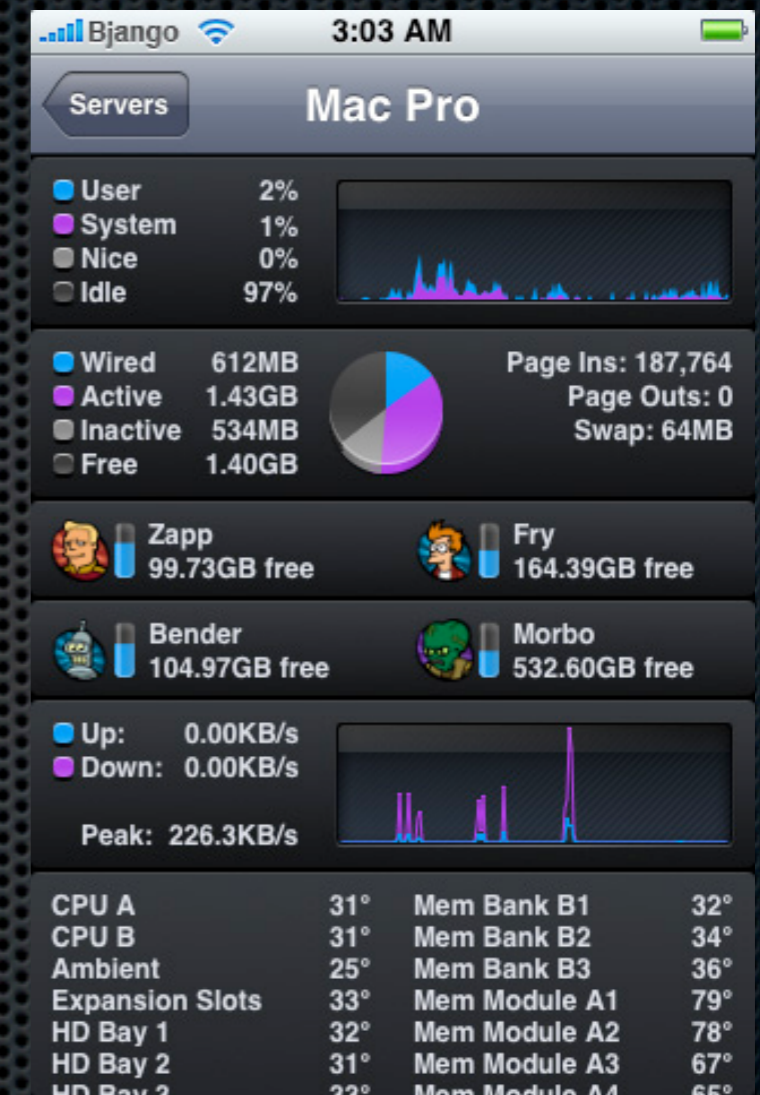 Bjango 3:03 AM
Servers Mac Pro
User 2%
System 1%
Nice 0%
Idle 97%
Wired 612MB
Active 1.43GB
Inactive 534MB
Free 1.40GB
Page Ins: 187,764
Page Outs: 0
Swap: 64MB
Zapp
99.73GB free
Fry
164.39GB free
Bender
104.97GB free
Morbo
532.60GB free
Up: 0.00KB/s
Down: 0.00KB/s
Peak: 226.3KB/s
CPU A 31°
CPU B 31°
Ambient 25°
Expansion Slots 33°
HD Bay 1 32°
HD Bay 2 31°
Mem Bank B1 32°
Mem Bank B2 34°
Mem Bank B3 36°
Mem Module A1 79°
Mem Module A2 78°
Mem Module A3 67°